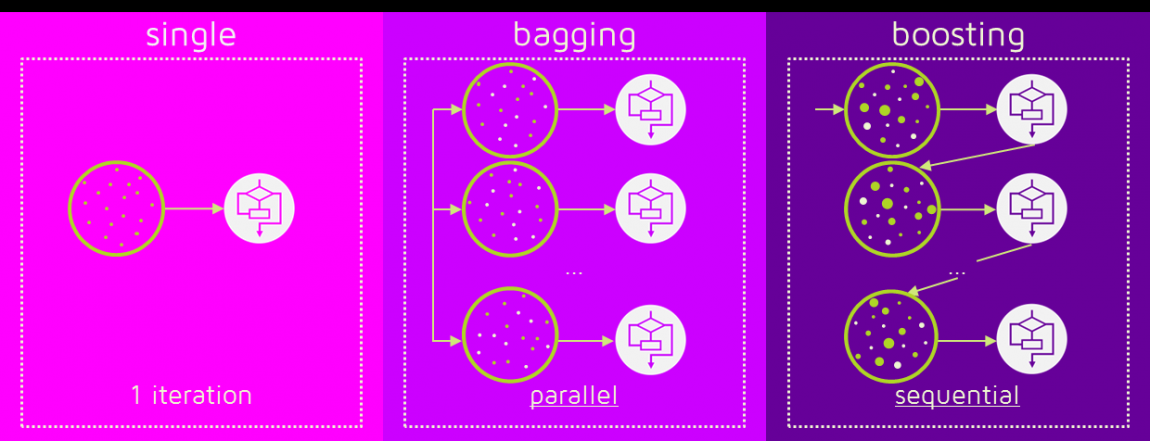 single
1 iteration
bagging
...
parallel
boosting
...
sequential